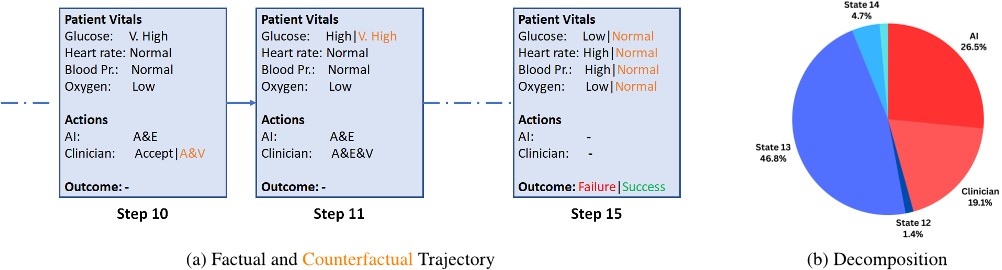 Patient Vitals
Glucose: V. High
Heart rate: Normal
Blood Pr.: Normal
Oxygen: Low
Actions
AI: A&E
Clinician: Accept|A&V
Outcome: -
Step 10
Patient Vitals
Glucose: High|V. High
Heart rate: Normal
Blood Pr.: Normal
Oxygen: Low
Actions
AI: A&E
Clinician: A&E&V
Outcome: -
Step 11
Patient Vitals
Glucose: Low|Normal
Heart rate: High|Normal
Blood Pr.: High|Normal
Oxygen: Low|Normal
Actions
AI: -
Clinician: -
Outcome: Failure|Success
Step 15
(a) Factual and Counterfactual Trajectory
State 14
4.7%
AI
26.5%
State 13
46.8%
Clinician
19.1%
State 12
1.4%
(b) Decomposition